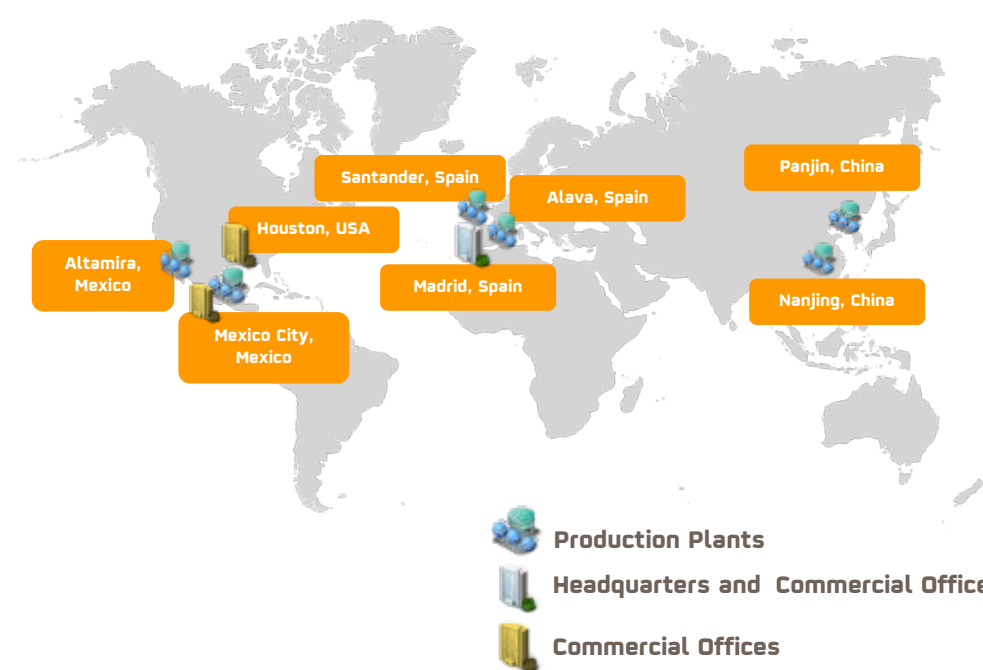 Santander, Spain
Panjin, China
Alava, Spain
Houston, USA
Altamira,
Mexico
Madrid, Spain
Nanjing, China
Mexico City,
Mexico
Production Plants
Headquarters and Commercial Office
Commercial Offices